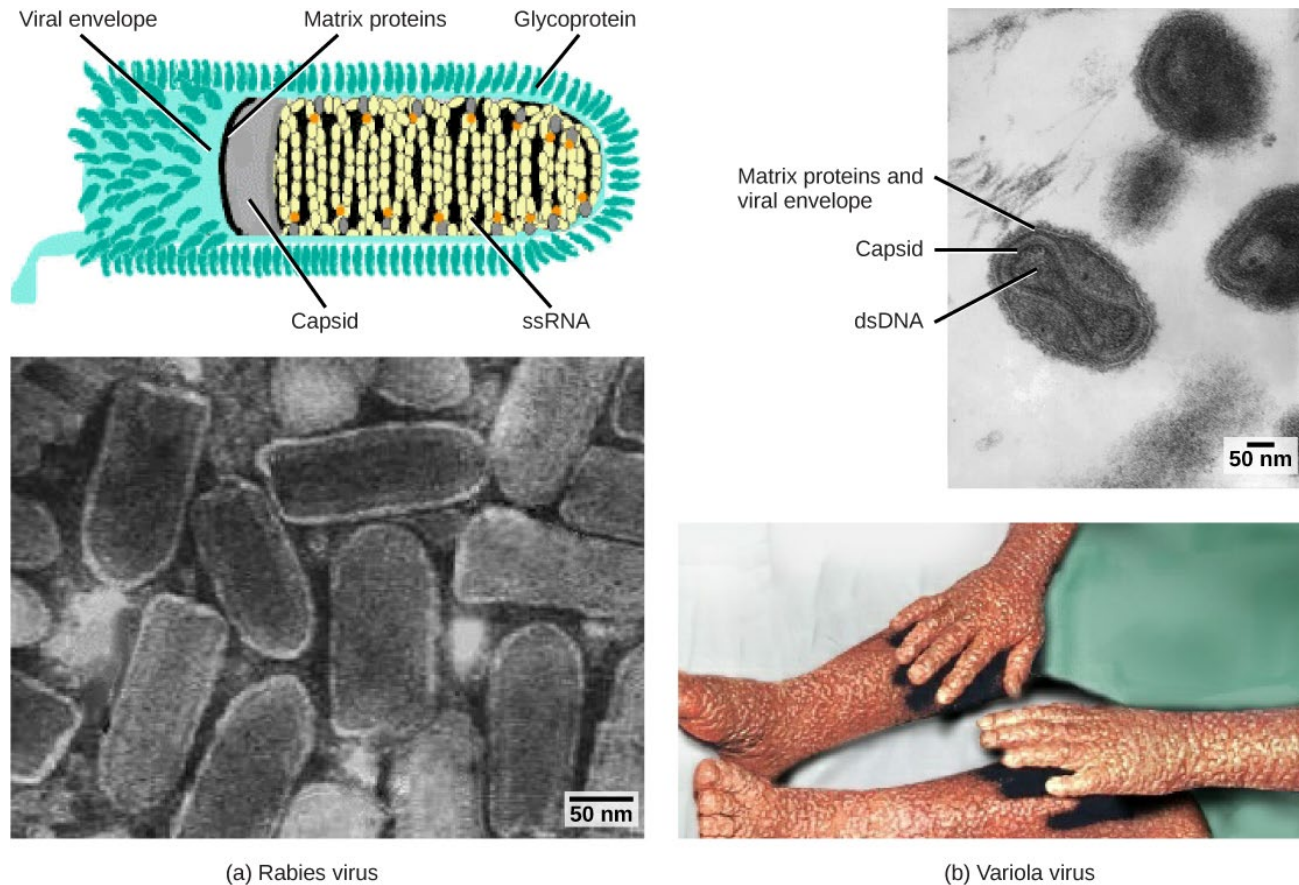 Viral envelope
Matrix proteins
Glycoprotein
Capsid
ssRNA
50 nm
(a) Rabies virus
Matrix proteins and
viral envelope
Capsid
dsDNA
50 nm
(b) Variola virus